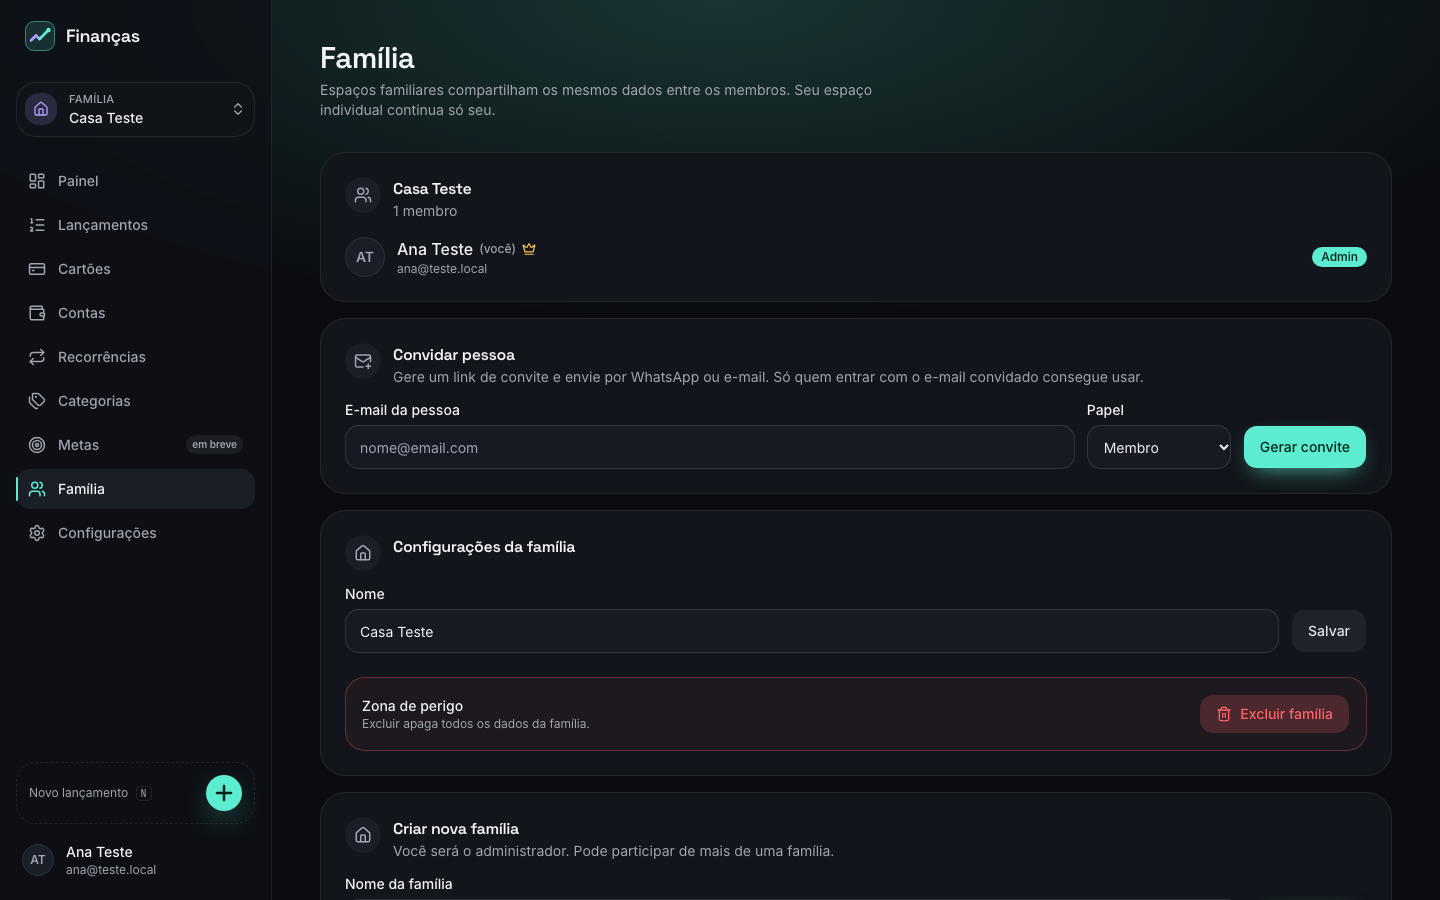 Finanças
FAMÍLIA
Casa Teste
Painel
Lançamentos
Cartões
Contas
Recorrências
Categorias
Metas
em breve
Família
Configurações
Novo lançamento
N
AT
Ana Teste
ana@teste.local
Família
Espaços familiares compartilham os mesmos dados entre os membros. Seu espaço
individual continua só seu.
Casa Teste
1 membro
AT
Ana Teste (você)
ana@teste.local
Admin
Convidar pessoa
Gere um link de convite e envie por WhatsApp ou e-mail. Só quem entrar com o e-mail convidado consegue usar.
E-mail da pessoa
Papel
nome@email.com
Membro
Gerar convite
Configurações da família
Nome
Casa Teste
Salvar
Zona de perigo
Excluir apaga todos os dados da família.
Excluir família
Criar nova família
Você será o administrador. Pode participar de mais de uma família.
Nome da família